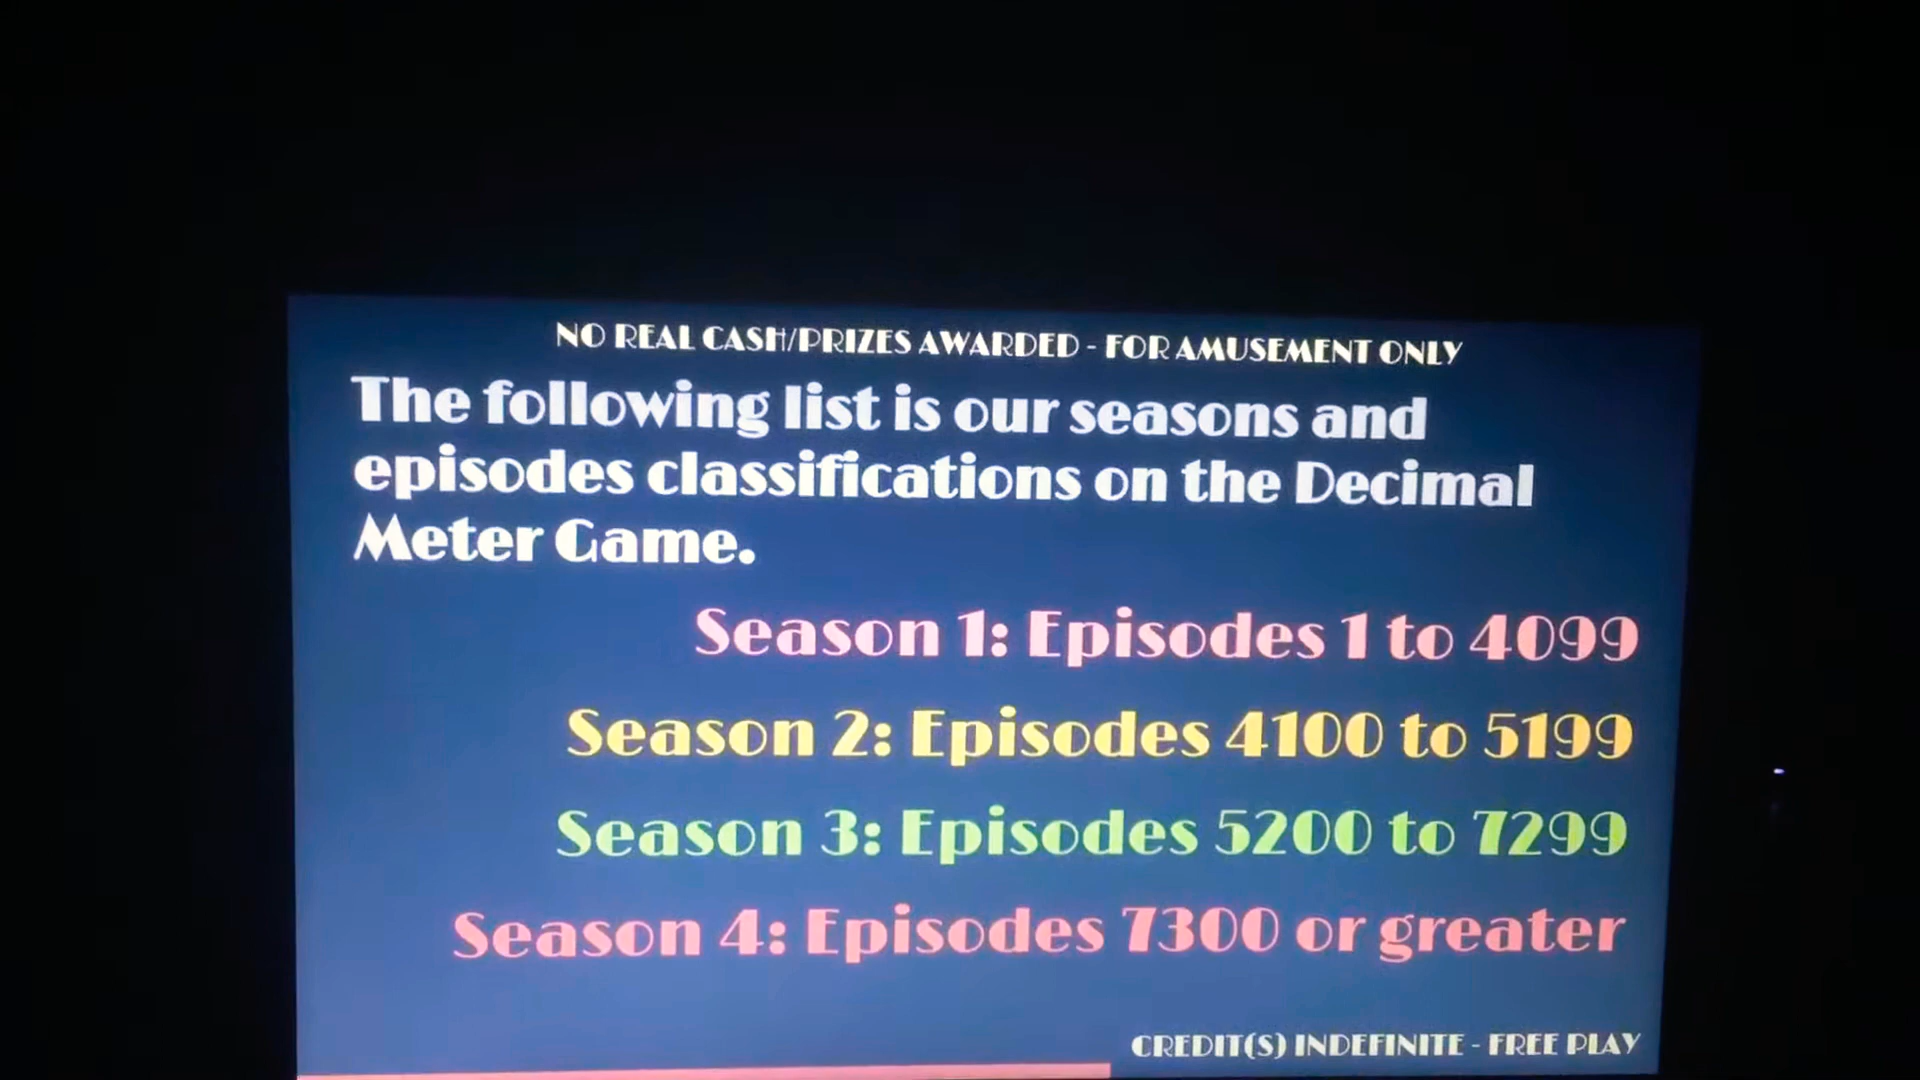 NO REAL CASH/PRIZES AWARDED - FOR AMUSEMENT ONLY
The following list is our seasons and
episodes classifications on the Decimal
Meter Game.
Season 1: Episodes 1 to 4099
Season 2: Episodes 4100 to 5199
Season 3: Episodes 5200 to 7299
Season 4: Episodes 7300 or greater
CREDIT(S) INDEFINITE - FREE PLAY